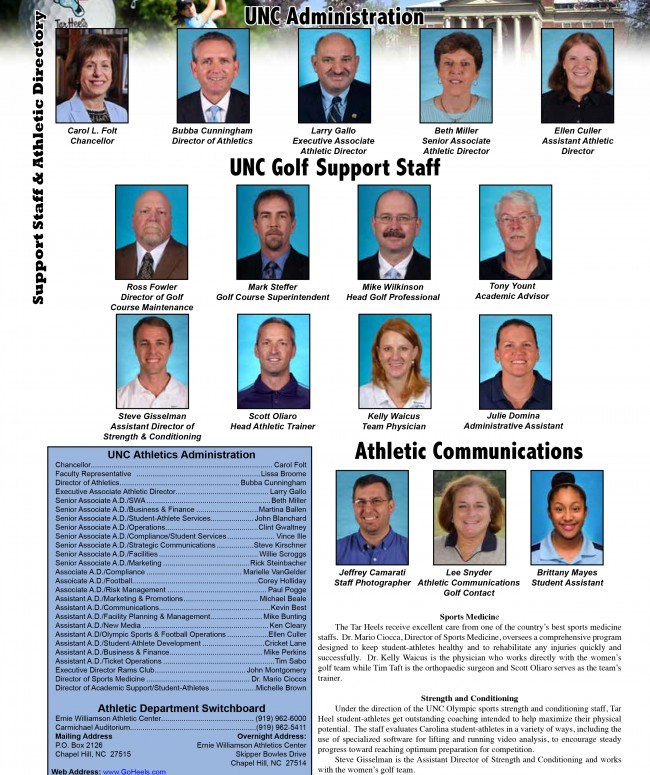 Support Staff & Athletic Directory
Tar Heels
UNC Administration
Carol L. Folt
Chancellor
Bubba Cunningham
Director of Athletics
Larry Gallo
Executive Associate
Athletic Director
Beth Miller
Senior Associate
Athletic Director
Ellen Culler
Assistant Athletic
Director
UNC Golf Support Staff
Ross Fowler
Director of Golf
Course Maintenance
Mark Steffer
Golf Course Superintendent
Mike Wilkinson
Head Golf Professional
Tony Yount
Academic Advisor
Steve Gisselman
Assistant Director of
Strength & Conditioning
Scott Oliaro
Head Athletic Trainer
Kelly Waicus
Team Physician
Julie Domina
Administrative Assistant
UNC Athletics Administration
Chancellor.......... Carol Folt
Faculty Representative .......... Lissa Broome
Director of Athletics.......... Bubba Cunningham
Executive Associate Athletic Director.......... Larry Gallo
Senior Associate A.D./SWA .......... Beth Miller
Senior Associate A.D./Business & Finance .......... Martina Ballen
Senior Associate A.D./Student-Athlete Services.......... John Blanchard
Senior Associate A.D./Operations.......... Clint Gwaltney
Senior Associate A.D./Compliance/Student Services .......... Vince Ille
Senior Associate A.D./Strategic Communications .......... Steve Kirschner
Senior Associate A.D./Facilities .......... Willie Scroggs
Senior Associate A.D./Marketing .......... Rick Steinbacher
Associate A.D./Compliance .......... Marielle VanGelder
Assoicate A.D./Football.......... Corey Holliday
Associate A.D./Risk Management .......... Paul Pogge
Assistant A.D./Marketing & Promotions.......... Michael Beale
Assistant A.D./Communications.......... Kevin Best
Assistant A.D./Facility Planning & Management.......... Mike Bunting
Assistant A.D./New Media .......... Ken Cleary
Assistant A.D/Olympic Sports & Football Operations .......... Ellen Culler
Assistant A.D./Student-Athlete Development .......... Cricket Lane
Assistant A.D./Business & Finance.......... Mike Perkins
Assistant A.D./Ticket Operations .......... Tim Sabo
Executive Director Rams Club.......... John Montgomery
Director of Sports Medicine .......... Dr. Mario Ciocca
Director of Academic Support/Student-Athletes .......... Michelle Brown
Athletic Department Switchboard
Ernie Williamson Athletic Center.......... (919) 962-6000
Carmichael Auditorium.......... (919) 962-5411
Mailing Address Overnight Address:
P.O. Box 2126 Ernie Williamson Athletics Center
Chapel Hill, NC 27515 Skipper Bowles Drive
Chapel Hill, NC 27514
Web Address: www.GoHeels.com
Athletic Communications
Jeffrey Camarati
Staff Photographer
Lee Snyder
Athletic Communications
Golf Contact
Brittany Mayes
Student Assistant
Sports Medicine
The Tar Heels receive excellent care from one of the country's best sports medicine
staffs. Dr. Mario Ciocca, Director of Sports Medicine, oversees a comprehensive program
designed to keep student-athletes healthy and to rehabilitate any injuries quickly and
successfully. Dr. Kelly Waicus is the physician who works directly with the women's
golf team while Tim Taft is the orthopaedic surgeon and Scott Oliaro serves as the team's
trainer.
Strength and Conditioning
Under the direction of the UNC Olympic sports strength and conditioning staff, Tar
Heel student-athletes get outstanding coaching intended to help maximize their physical
potential. The staff evaluates Carolina student-athletes in a variety of ways, including the
use of specialized software for lifting and running video analysis, to encourage steady
progress toward reaching optimum preparation for competition.
Steve Gisselman is the Assistant Director of Strength and Conditioning and works
with the women's golf team.